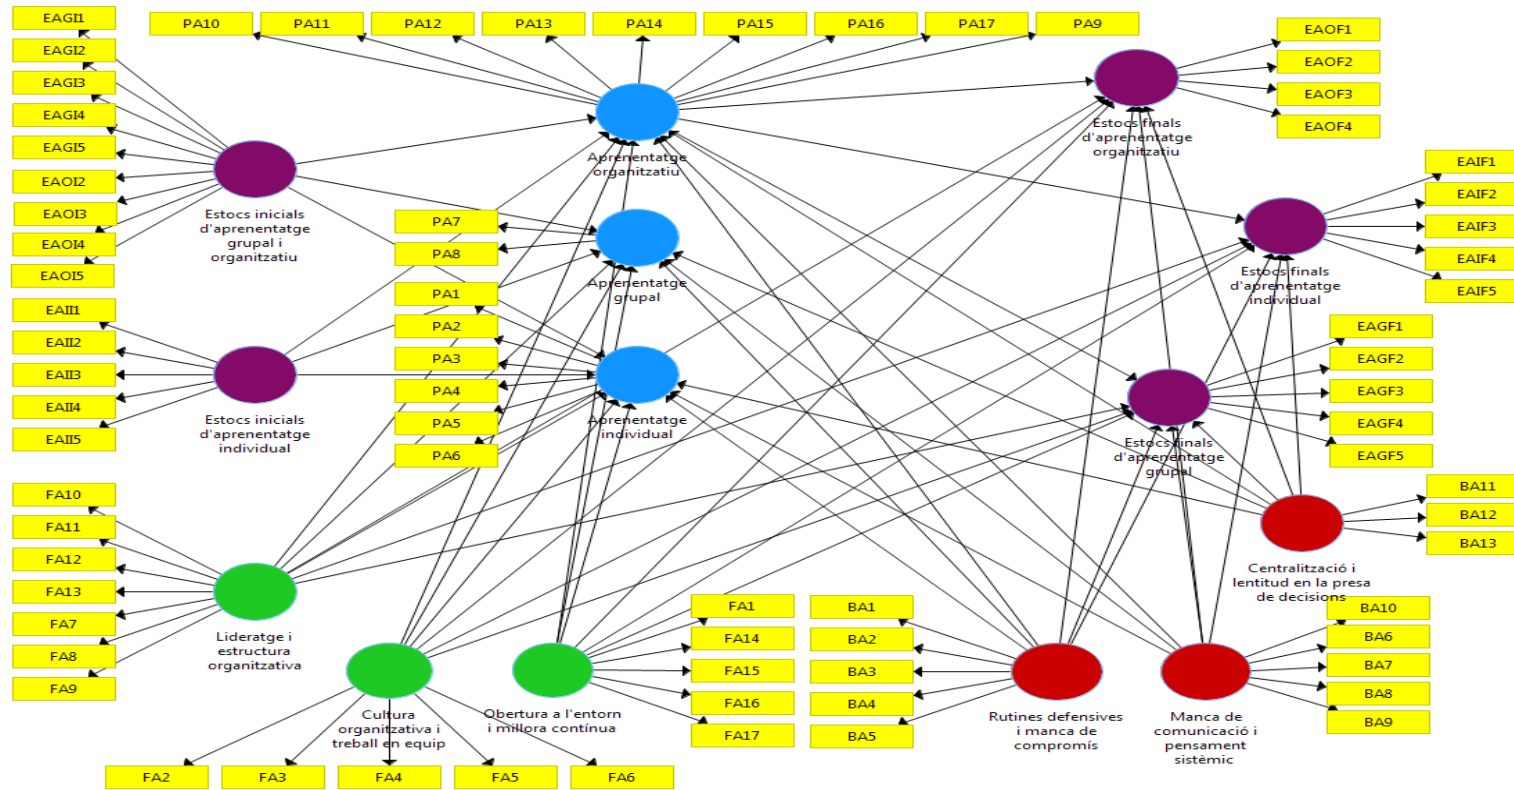 EAGI1
EAGI2
EAGI3
EAGI4
EAGI5
EAOI2
EAOI3
EAOI4
EAOI5
Estocs inicials
d'aprenentatge
grupal i
organitzatiu
EAII1
EAII2
EAII3
EAII4
EAII5
Estocs inicials
d'aprenentatge
individual
PA10
PA11
PA12
PA13
PA14
PA15
PA16
PA17
PA9
Aprenentatge
organitzatiu
PA7
PA8
Aprenentatge
grupal
PA1
PA2
PA3
PA4
PA5
PA6
Aprenentatge
individual
EAOF1
EAOF2
EAOF3
EAOF4
Estocs finals
d'aprenentatge
organitzatiu
EAIF1
EAIF2
EAIF3
EAIF4
EAIF5
Estocs finals
d'aprenentatge
individual
EAGF1
EAGF2
EAGF3
EAGF4
EAGF5
Estocs finals
d'aprenentatge
grupal
BA11
BA12
BA13
Centralització i
lentitud en la presa
de decisions
FA10
FA11
FA12
FA13
FA7
FA8
FA9
Lideratge i
estructura
organitzativa
Cultura
organitzativa i
treball en equip
FA2
FA3
FA4
FA5
FA6
FA1
FA14
FA15
FA16
FA17
Obertura a l'entorn
i millora contínua
BA1
BA2
BA3
BA4
BA5
Rutines defensives
i manca de
compromís
BA10
BA6
BA7
BA8
BA9
Manca de
comunicació i
pensament
sistèmic